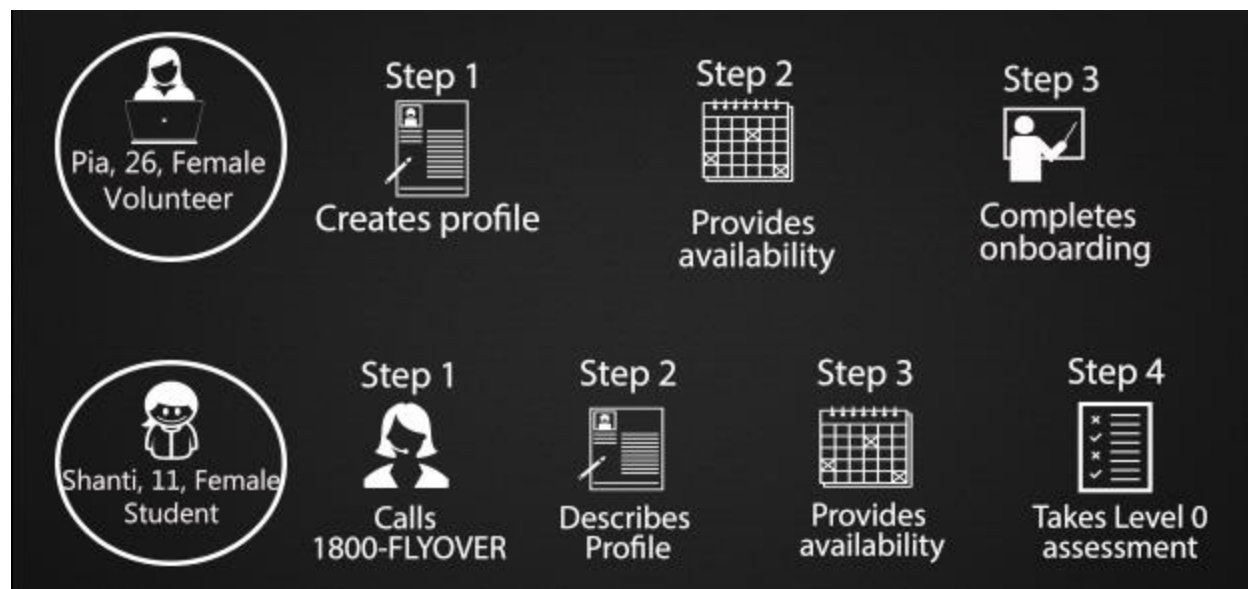 Pia, 26, Female
Volunteer
Step 1
Creates profile
Step 2
Provides
availability
Step 3
Completes
onboarding
Shanti, 11, Female
Student
Step 1
Calls
1800-FLYOVER
Step 2
Describes
Profile
Step 3
Provides
availability
Step 4
Takes Level 0
assessment